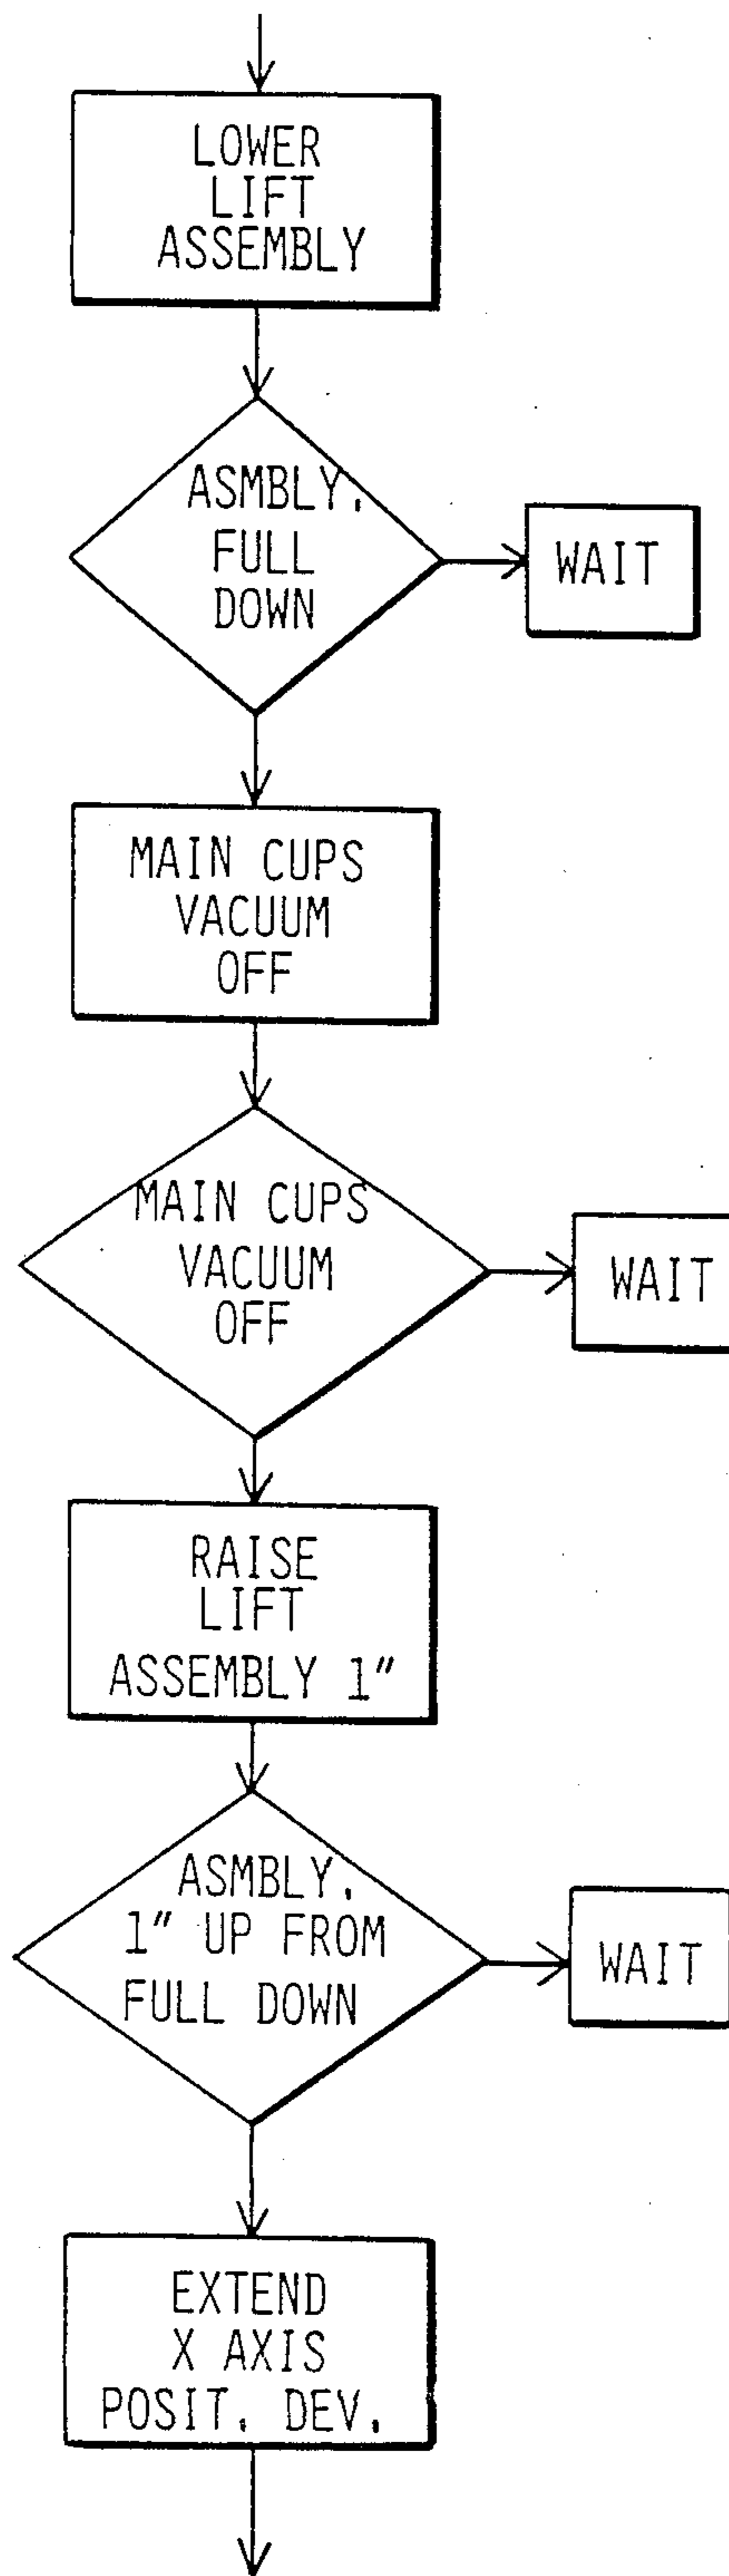 LOWER
LIFT
ASSEMBLY
ASMBLY.
FULL
DOWN
WAIT
MAIN CUPS
VACUUM
OFF
MAIN CUPS
VACUUM
OFF
WAIT
RAISE
LIFT
ASSEMBLY 1"
ASMBLY.
1" UP FROM
FULL DOWN
WAIT
EXTEND
X AXIS
POSIT. DEV.